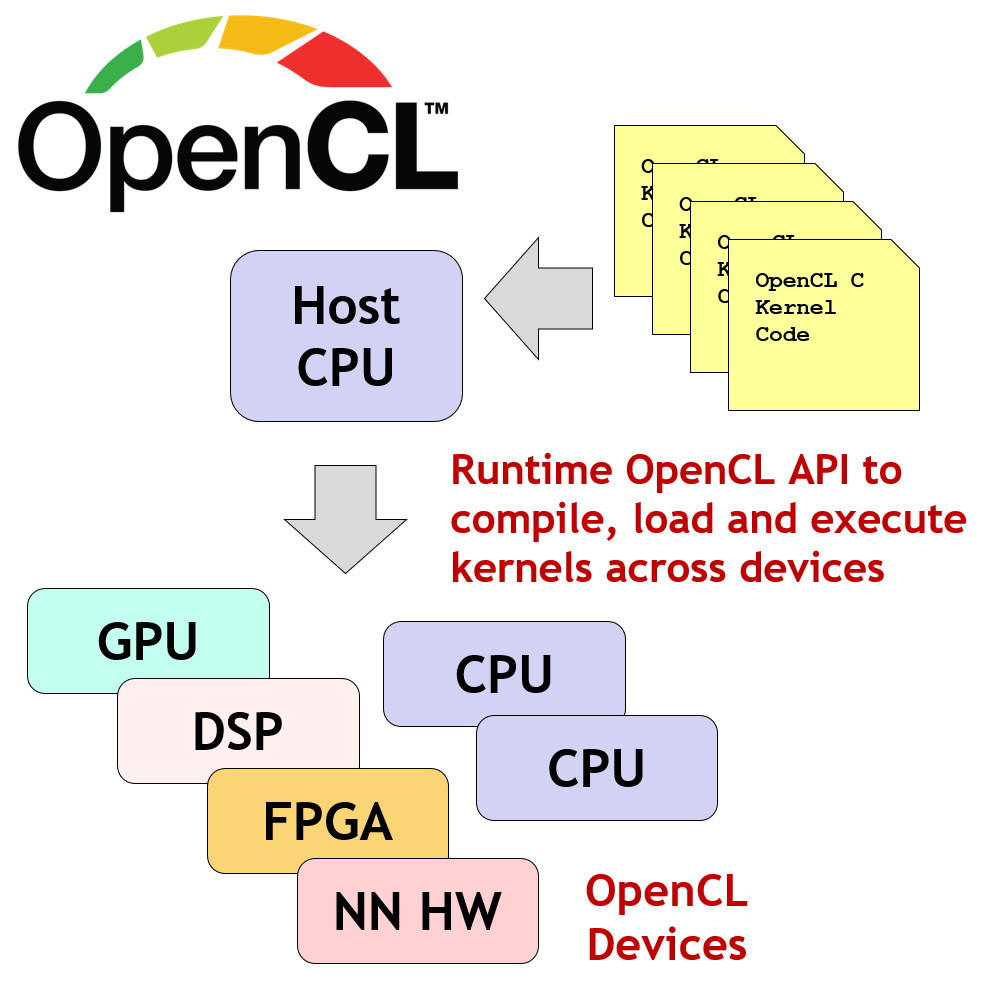 OpenCL™
OpenCL C
Kernel
Code
Host
CPU
Runtime OpenCL API to
compile, load and execute
kernels across devices
GPU
CPU
DSP
CPU
FPGA
NN HW
OpenCL
Devices